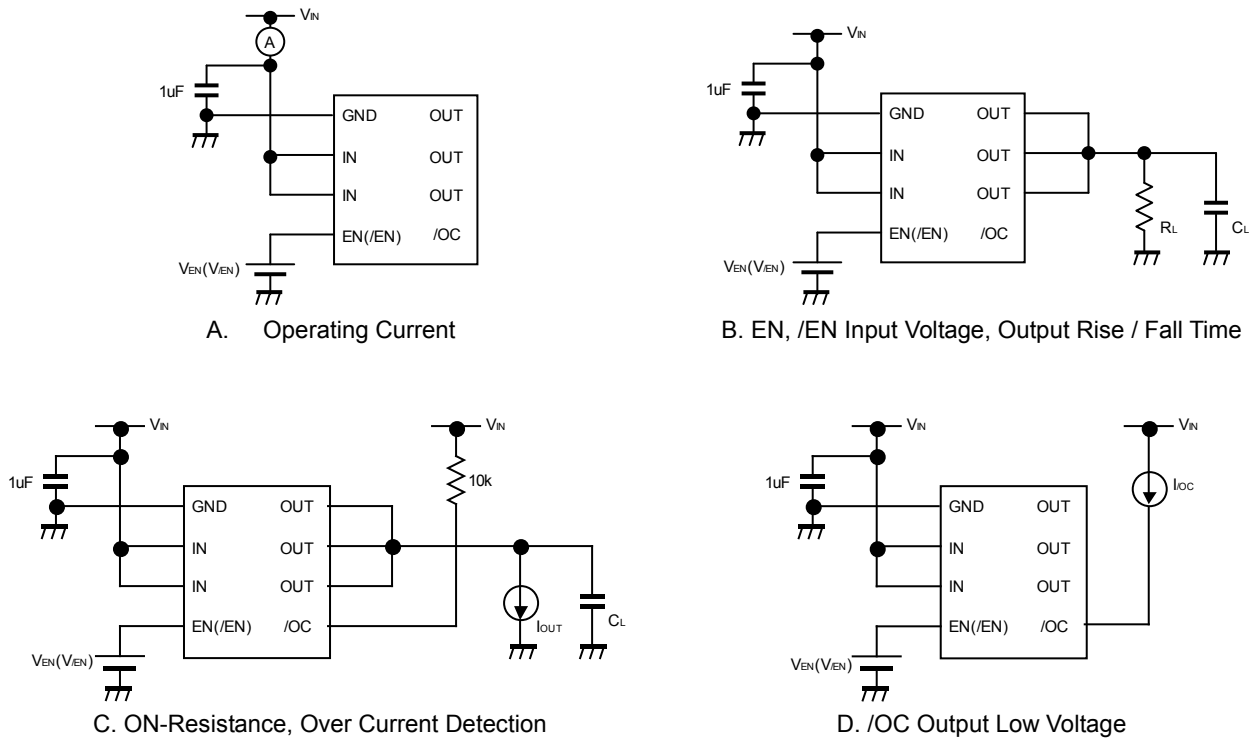 VIN
A
1uF
GND OUT
IN OUT
IN OUT
EN(/EN) /OC
VEN(V/EN)
A. Operating Current
VIN
1uF
GND OUT
IN OUT
IN OUT
EN(/EN) /OC
RL
CL
VEN(V/EN)
B. EN, /EN Input Voltage, Output Rise / Fall Time
VIN
VIN
1uF
10k
GND OUT
IN OUT
IN OUT
EN(/EN) /OC
IOUT
CL
VEN(V/EN)
C. ON-Resistance, Over Current Detection
VIN
VIN
1uF
I/OC
GND OUT
IN OUT
IN OUT
EN(/EN) /OC
VEN(V/EN)
D. /OC Output Low Voltage